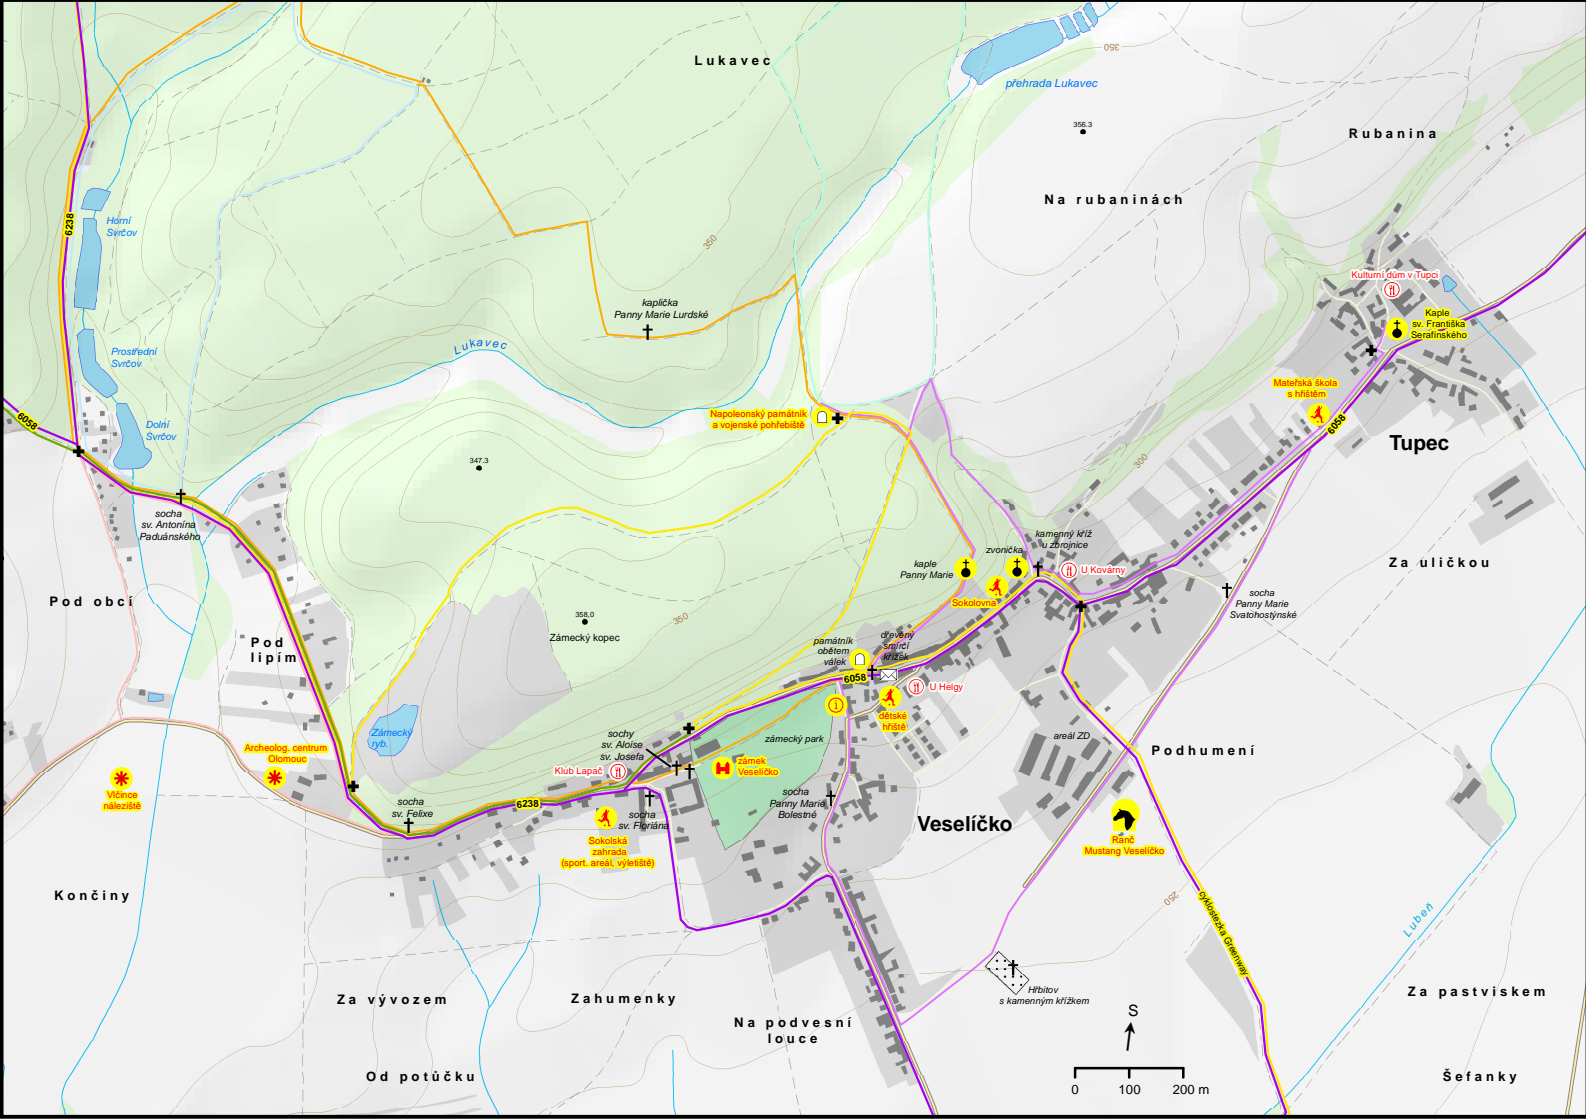 Lukavec
350
přehrada Lukavec
356.3
Rubanina
Na rubaninách
6238
Horní
Svrčov
350
Kulturní dům v Tupci
kaplička
Panny Marie Lurdské
Kaple
sv. Františka
Serafínského
Lukavec
Prostřední
Svrčov
Mateřská škola
s hřištěm
6058
Dolní
Svrčov
Napoleonský památník
a vojenské pohřebiště
6058
Tupec
347.3
300
socha
sv. Antonína
Paduánského
kamenný kříž
u zbrojnice
zvonička
kaple
Panny Marie
U Kovárny
Za uličkou
Sokolovna
socha
Panny Marie
Svatohostýnské
Pod obcí
358,0
Zámecký kopec
350
Pod
lipím
památník
obětem
válek
dřevěný
smírčí
křížek
6058
U Helgy
dětské
hřiště
Zámecký
ryb.
sochy
sv. Aloise
sv. Josefa
zámecký park
areál ZD
Podhumení
Archeolog. centrum
Olomouc
Klub Lapač
zámek
Veselíčko
Vlčince
náleziště
6238
socha
sv. Felixe
socha
sv. Floriána
socha
Panny Marie
Bolestné
Veselíčko
Sokolská
zahrada
(sport. areál, výletiště)
Ranč
Mustang Veselíčko
Končiny
250
cyklostezka Greenway
Lubeň
Za vývozem
Zahumenky
Hřbitov
s kamenným křížkem
Za pastviskem
Na podvesní
louce
S
Od potůčku
0
100
200 m
Šefanky